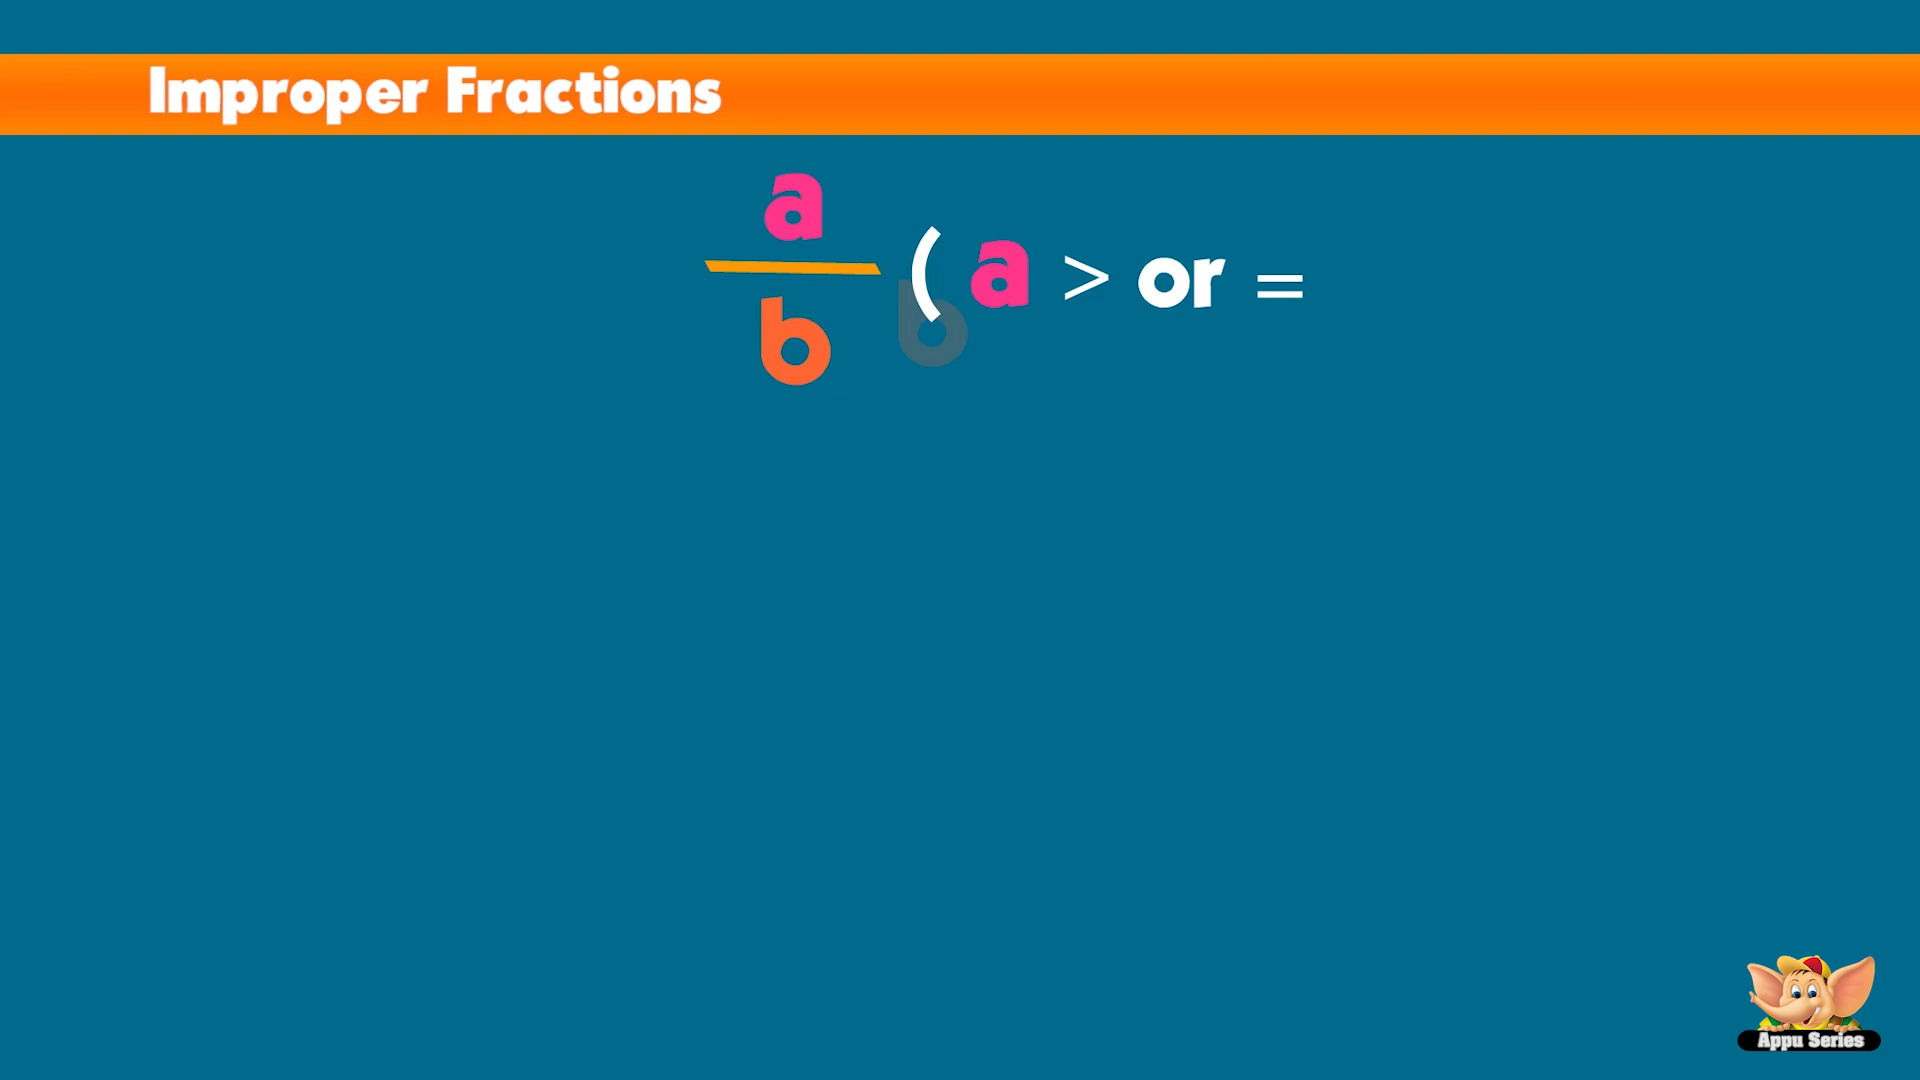 Improper Fractions
a
b
( a > or =
b
Appu Series